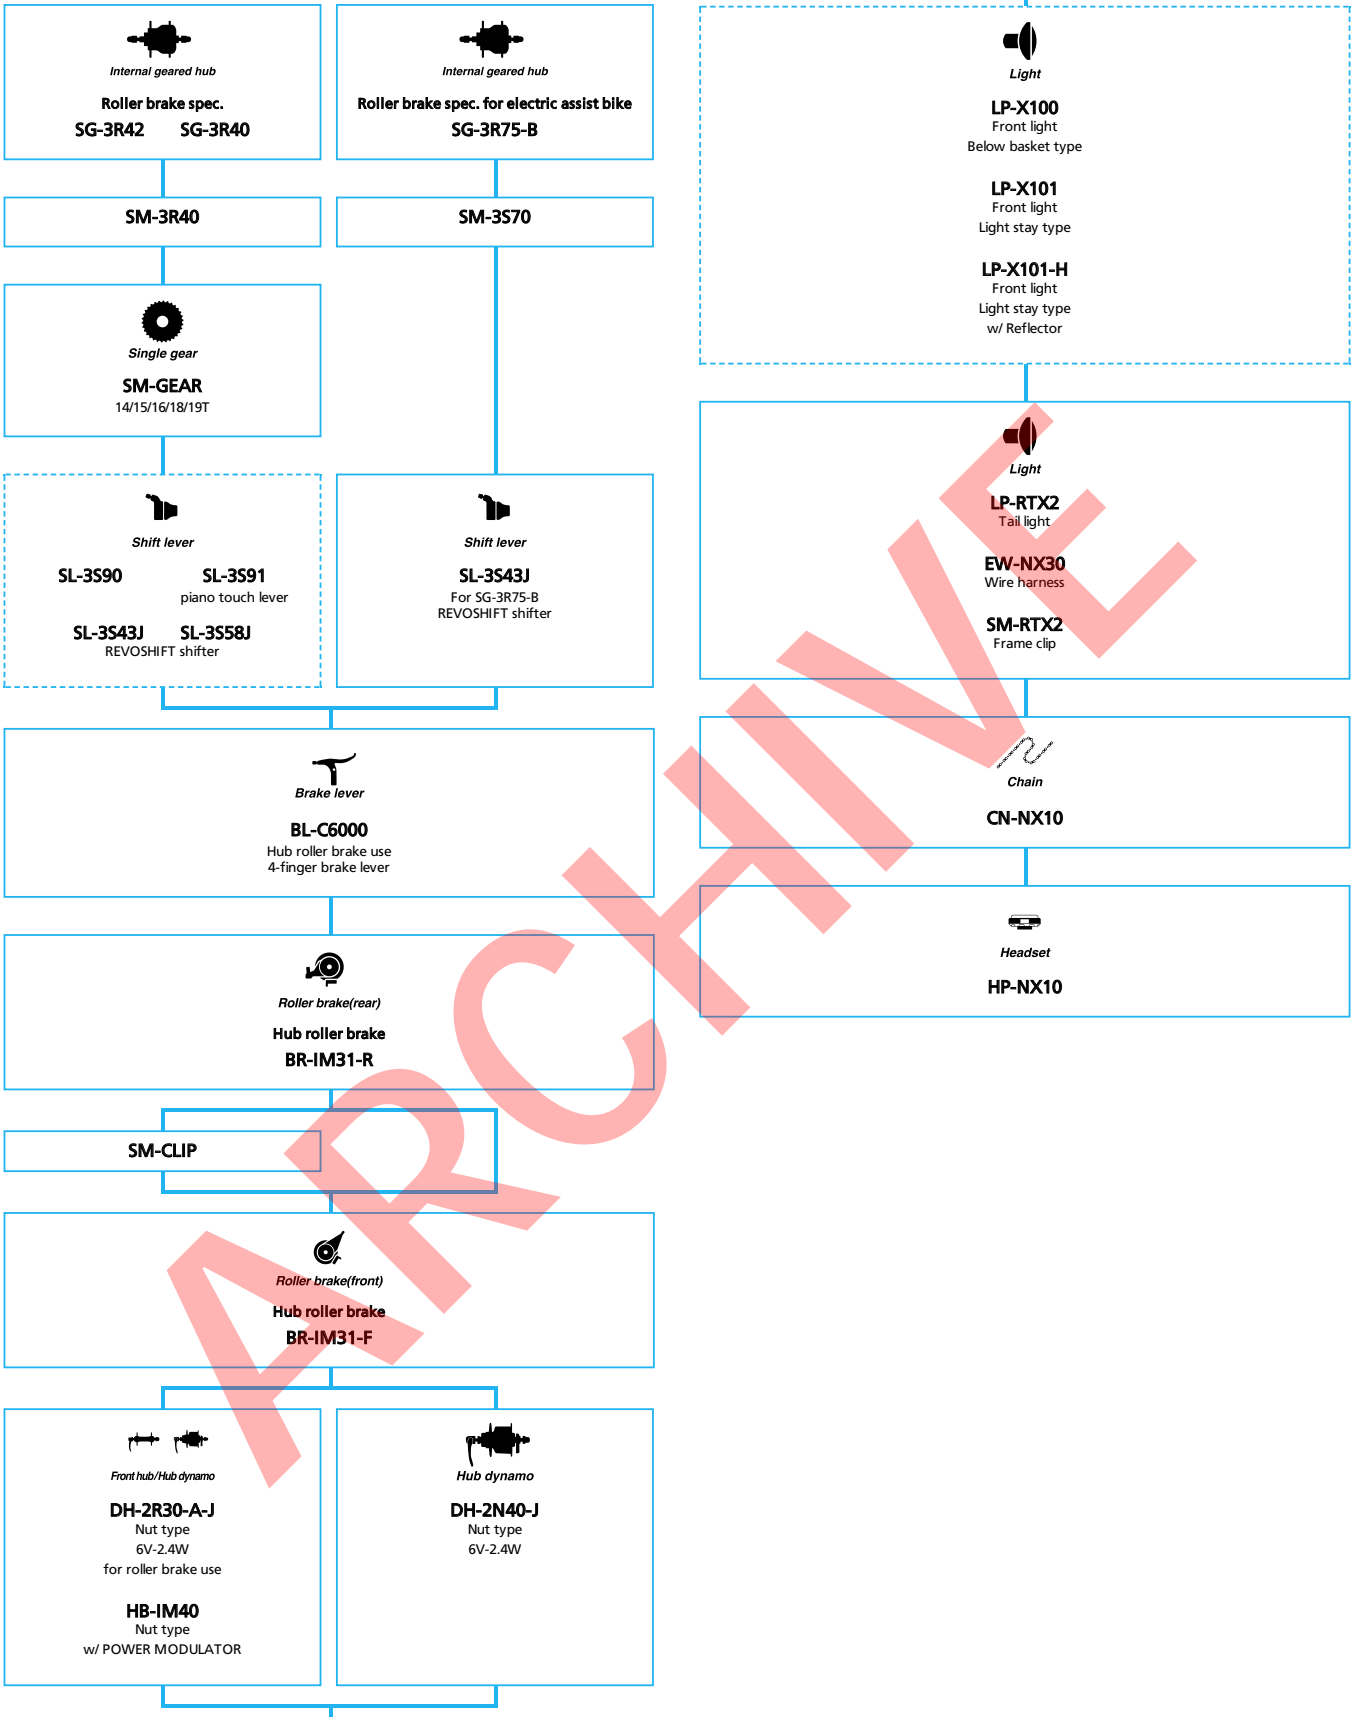 Internal geared hub
Roller brake spec.
SG-3R42 SG-3R40
Internal geared hub
Roller brake spec. for electric assist bike
SG-3R75-B
SM-3R40
SM-3S70
Single gear
SM-GEAR
14/15/16/18/19T
Shift lever
SL-3S90 SL-3S91
piano touch lever
SL-3S43J SL-3S58J
REVOSHIFT shifter
Shift lever
SL-3S43J
For SG-3R75-B
REVOSHIFT shifter
Brake lever
BL-C6000
Hub roller brake use
4-finger brake lever
Roller brake(rear)
Hub roller brake
BR-IM31-R
SM-CLIP
Roller brake(front)
Hub roller brake
BR-IM31-F
Front hub/Hub dynamo
DH-2R30-A-J
Nut type
6V-2.4W
for roller brake use
HB-IM40
Nut type
w/ POWER MODULATOR
Hub dynamo
DH-2N40-J
Nut type
6V-2.4W
Light
LP-X100
Front light
Below basket type
LP-X101
Front light
Light stay type
LP-X101-H
Front light
Light stay type
w/ Reflector
Light
LP-RTX2
Tail light
EW-NX30
Wire harness
SM-RTX2
Frame clip
Chain
CN-NX10
Headset
HP-NX10
ARCHIVE